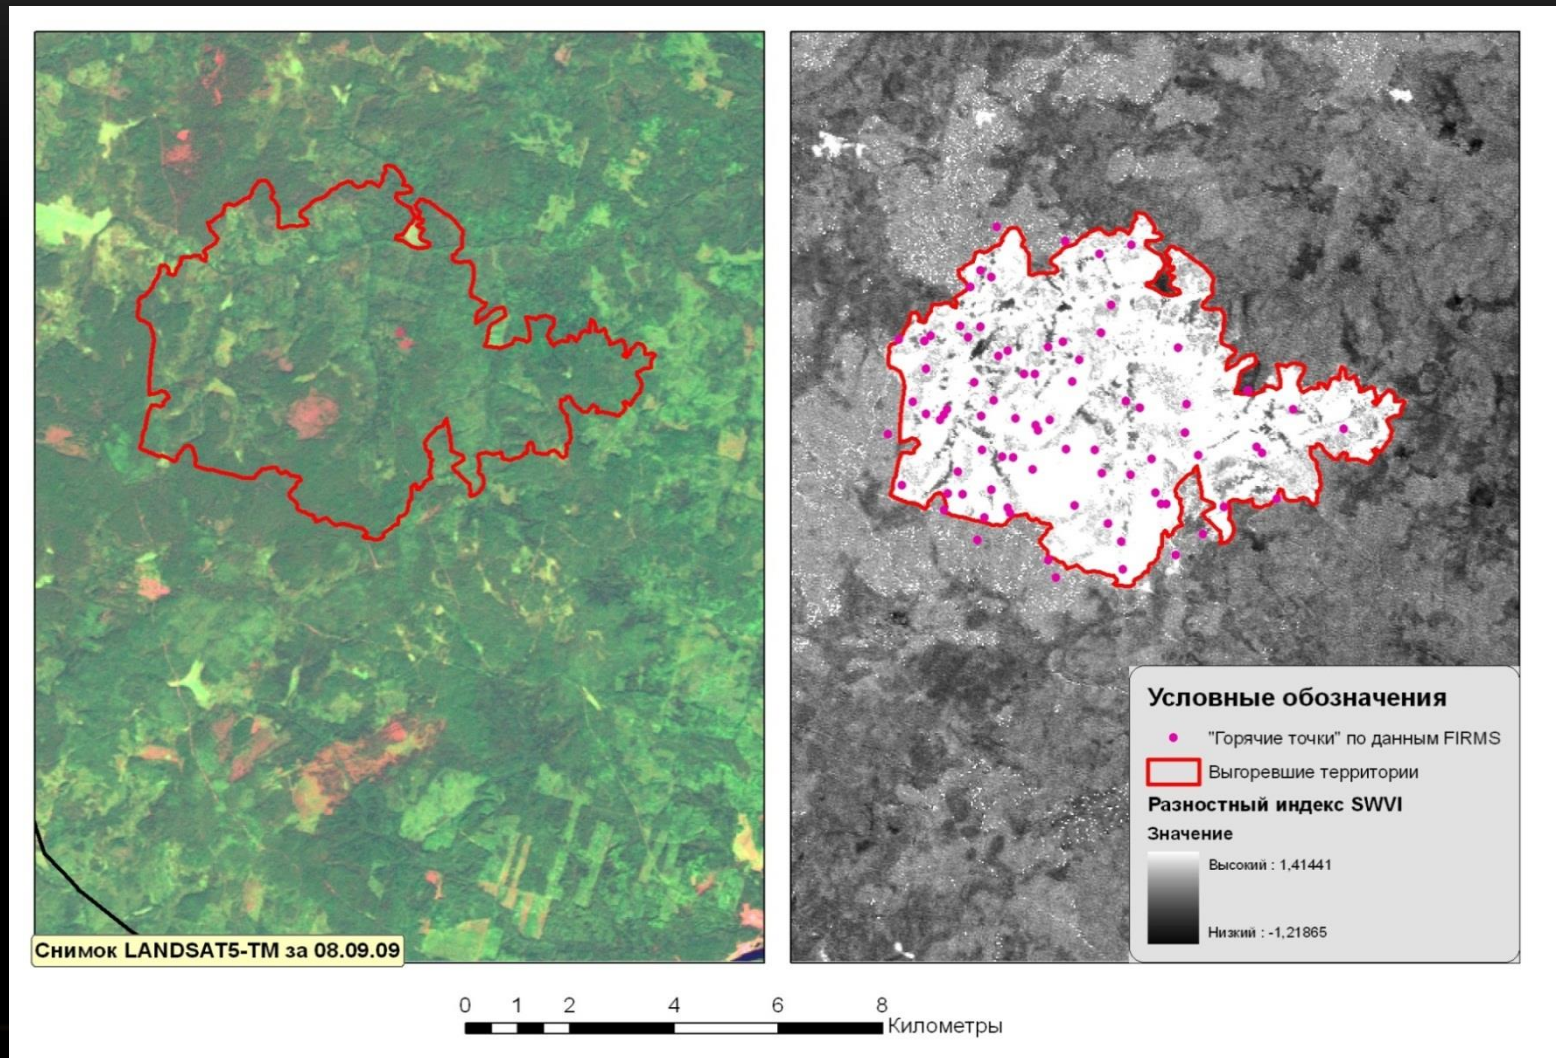 Снимок LANDSAT5-TM за 08.09.09
Условные обозначения
"Горячие точки" по данным FIRMS
Выгоревшие территории
Разностный индекс SWVI
Значение
Высокий : 1,41441
Низкий : -1,21865
0 1 2 4 6 8
Километры